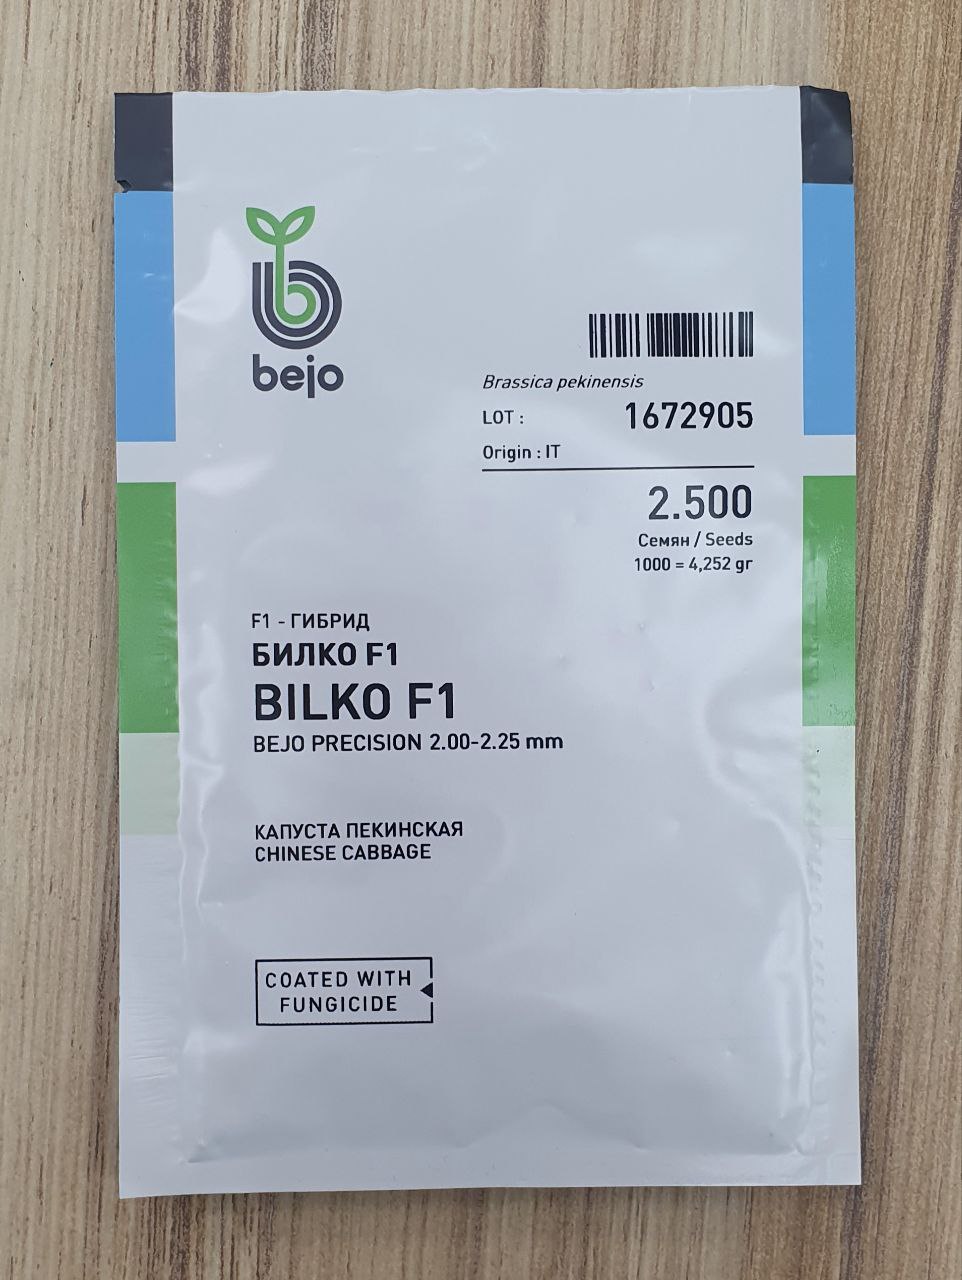 bejo
Brassica pekinensis
LOT : 1672905
Origin : IT
2.500
Семян / Seeds
1000 = 4,252 gr
F1 - ГИБРИД
БИЛКО F1
BILKO F1
BEJO PRECISION 2.00-2.25 mm
КАПУСТА ПЕКИНСКАЯ
CHINESE CABBAGE
COATED WITH
FUNGICIDE